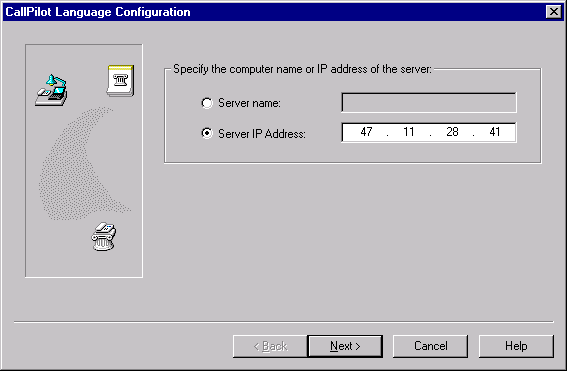 CallPilot Language Configuration
Specify the computer name or IP address of the server:
Server name:
Server IP Address: 47 . 11 . 28 . 41
< Back Next > Cancel Help